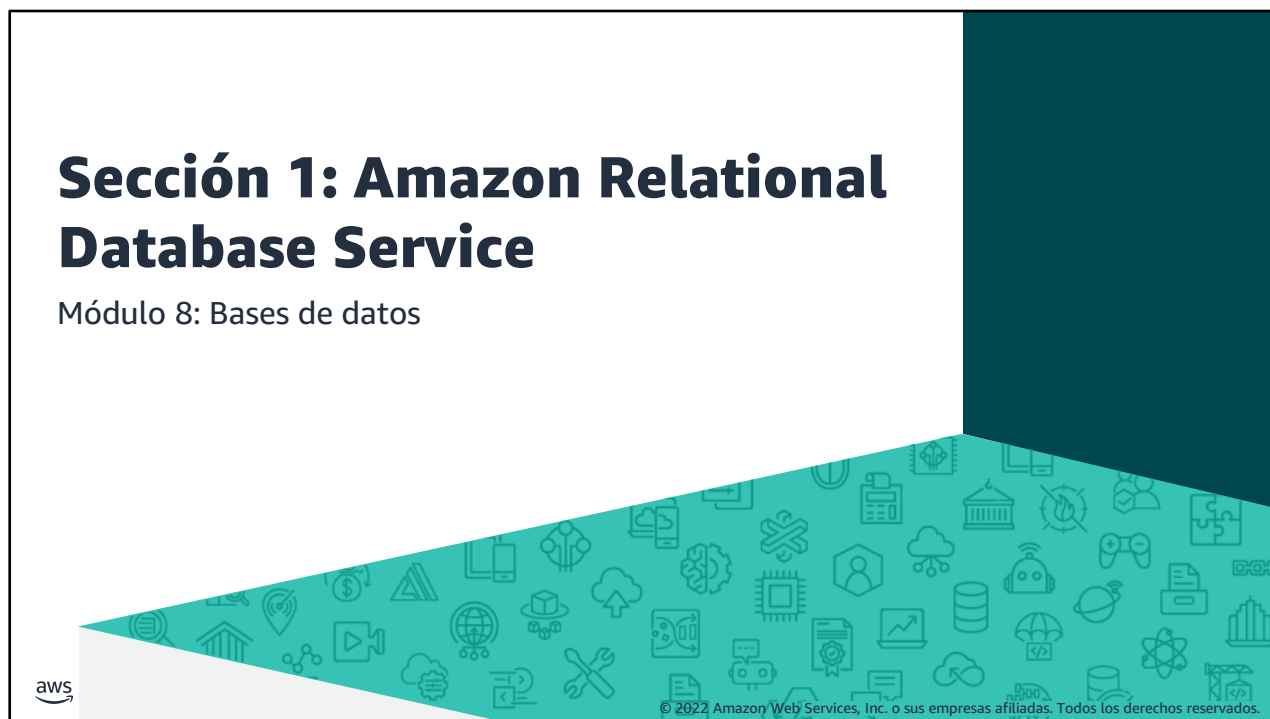 Sección 1: Amazon Relational
Database Service
Módulo 8: Bases de datos
aws
© 2022 Amazon Web Services, Inc. o sus empresas afiliadas. Todos los derechos reservados.